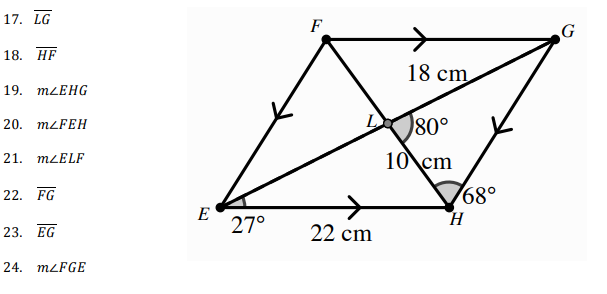 17. LG
18. HF
19. m∠EHG
20. m∠FEH
21. m∠ELF
22. FG
23. EG
24. m∠FGE
F
G
18 cm
L
80°
10 cm
68°
E
27°
H
22 cm